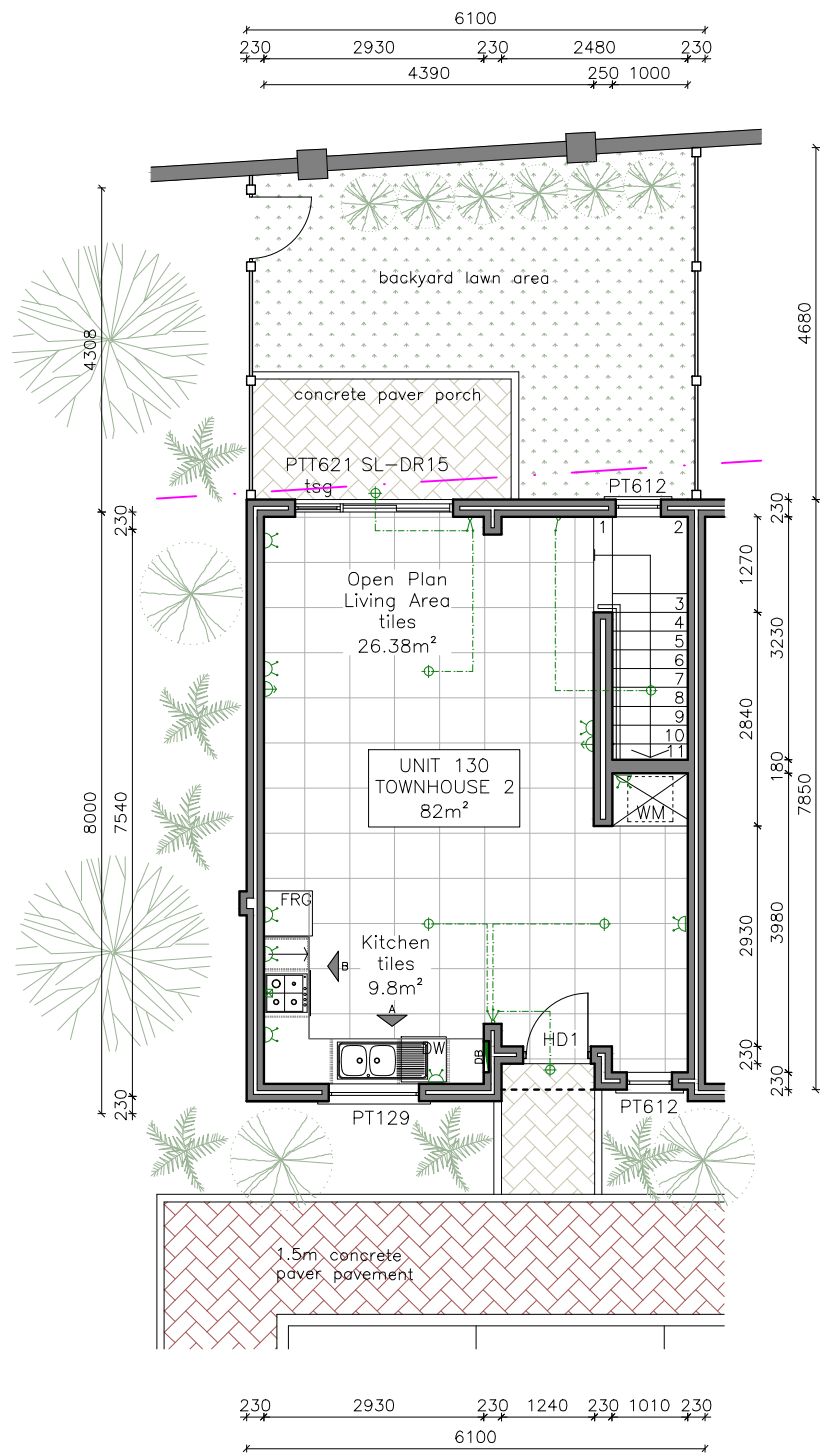 6100
230 2930 230 2480 230
4390 250 1000
backyard lawn area
concrete paver porch
PTT621 SL-DR15
tsg
PT612
4308
4680
230
230
1 2
1270
3230
Open Plan
Living Area
tiles
26.38m²
3
4
5
6
7
8
9
10
11
2840
180
UNIT 130
TOWNHOUSE 2
82m²
WM
8000
7540
7850
FRG
Kitchen
tiles
9.8m²
B
A
2930
3980
DW
DB
HD1
230
230
230
PT129
PT612
1.5m concrete
paver pavement
230 2930 230 1240 230 1010 230
6100